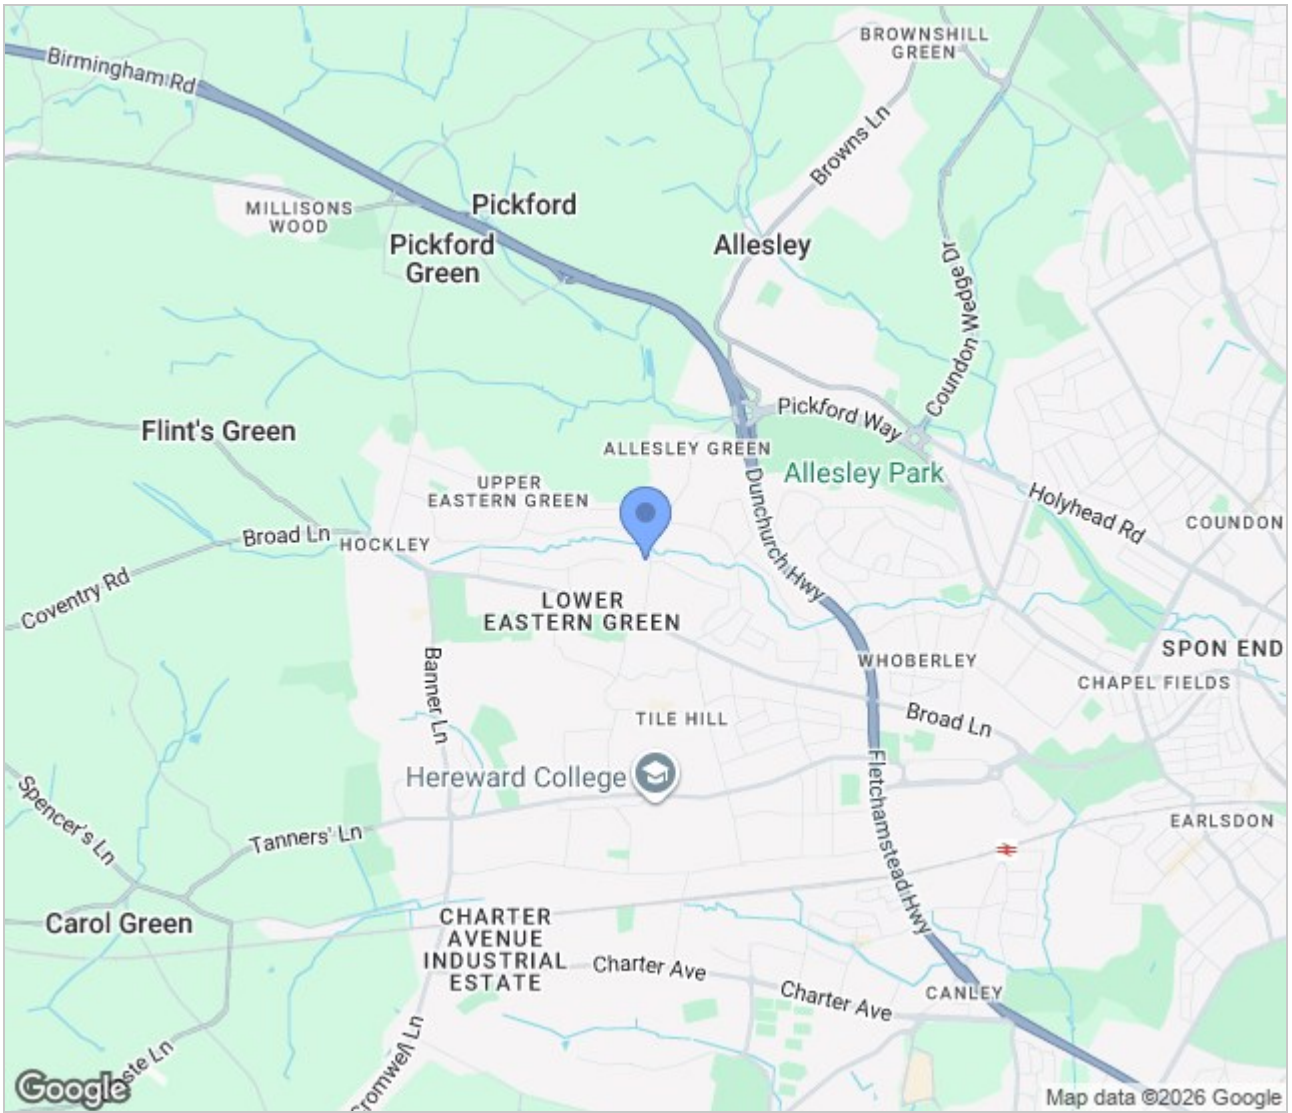 BROWNSHILL
GREEN
Birmingham Rd
Browns Ln
MILLISONS
WOOD
Pickford
Pickford
Green
Allesley
Coundon Wedge Dr
Pickford Way
Flint's Green
ALLESLEY GREEN
Allesley Park
UPPER
EASTERN GREEN
Dunchurch Hwy
Holyhead Rd
COUNDON
Broad Ln
HOCKLEY
Coventry Rd
LOWER
EASTERN GREEN
Banner Ln
WHOBERLEY
SPON END
CHAPEL FIELDS
TILE HILL
Broad Ln
Hereward College
Fletchamstead Hwy
Spencer's Ln
Tanners' Ln
EARLSDON
Carol Green
CHARTER
AVENUE
INDUSTRIAL
ESTATE
Charter Ave
Charter Ave
CANLEY
Cromwell Ln
Google
Map data ©2026 Google